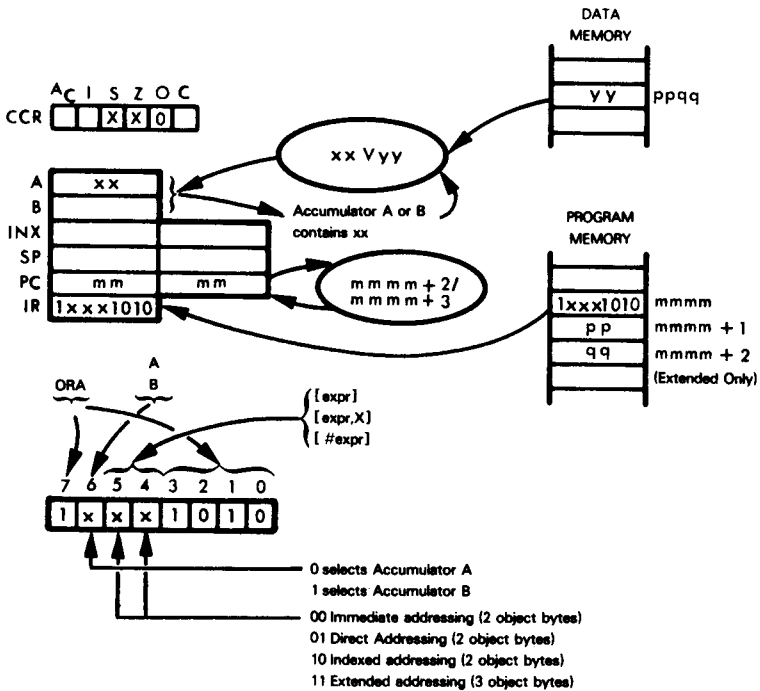 DATA
MEMORY
yy ppqq
AC I S Z O C
CCR X X 0
xx V yy
A xx
B
Accumulator A or B
contains xx
INX
SP
PC mm mm
IR 1xxx1010
mmmm + 2/
mmmm + 3
PROGRAM
MEMORY
1xxx1010 mmmm
pp mmmm + 1
qq mmmm + 2
(Extended Only)
ORA
A
B
[expr]
[expr,X]
[ #expr]
7 6 5 4 3 2 1 0
1 x x x 1 0 1 0
0 selects Accumulator A
1 selects Accumulator B
00 Immediate addressing (2 object bytes)
01 Direct Addressing (2 object bytes)
10 Indexed addressing (2 object bytes)
11 Extended addressing (3 object bytes)